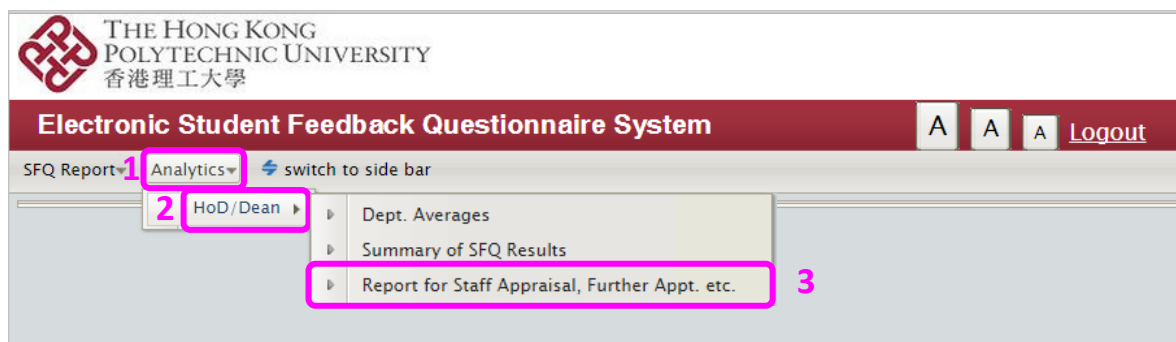 THE HONG KONG
POLYTECHNIC UNIVERSITY
香港理工大學
Electronic Student Feedback Questionnaire System
A A A Logout
SFQ Report 1 Analytics switch to side bar
2 HoD/Dean
Dept. Averages
Summary of SFQ Results
Report for Staff Appraisal, Further Appt. etc. 3